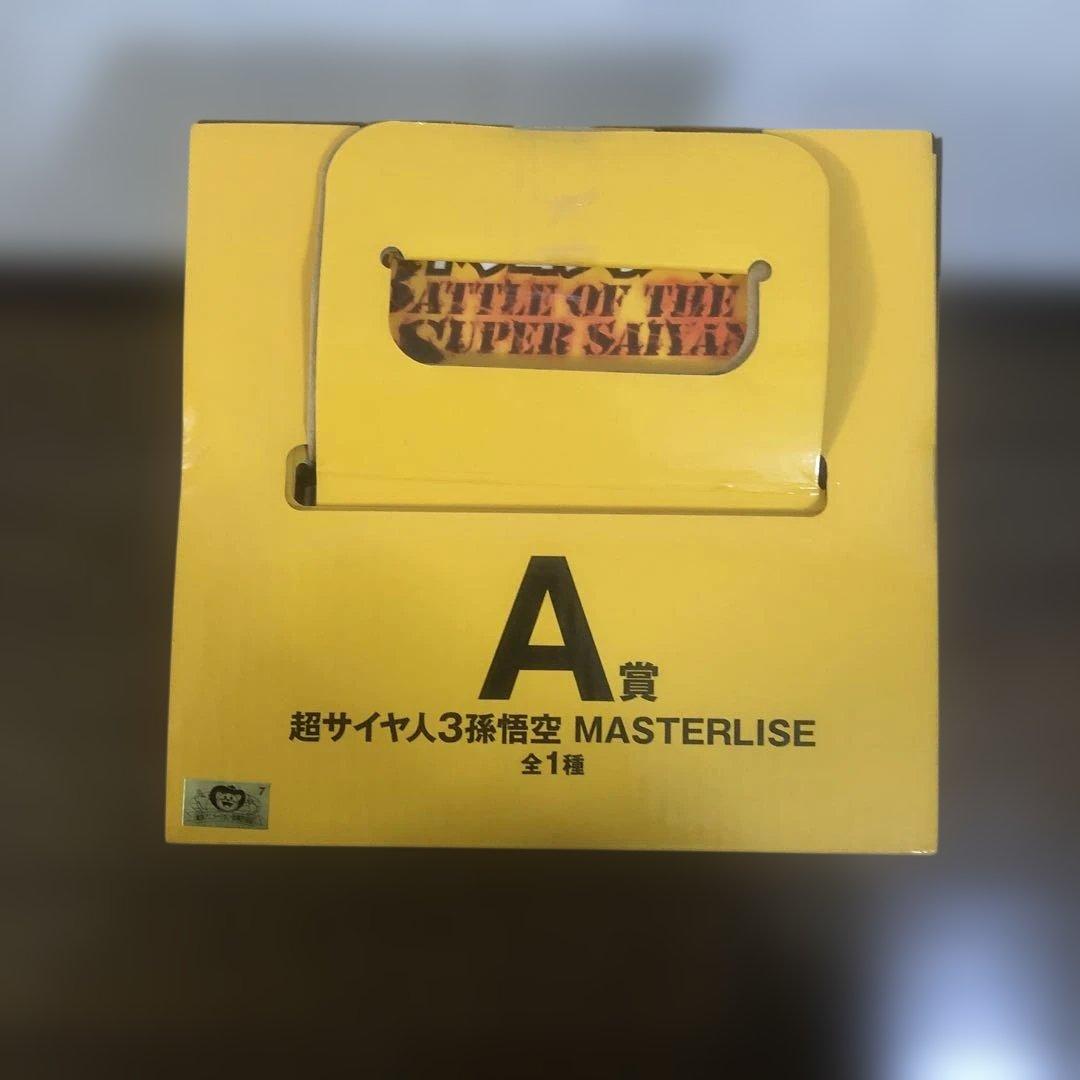 BATTLE OF THE
SUPER SAIYAN
A賞
超サイヤ人3孫悟空 MASTERLISE
全1種
7